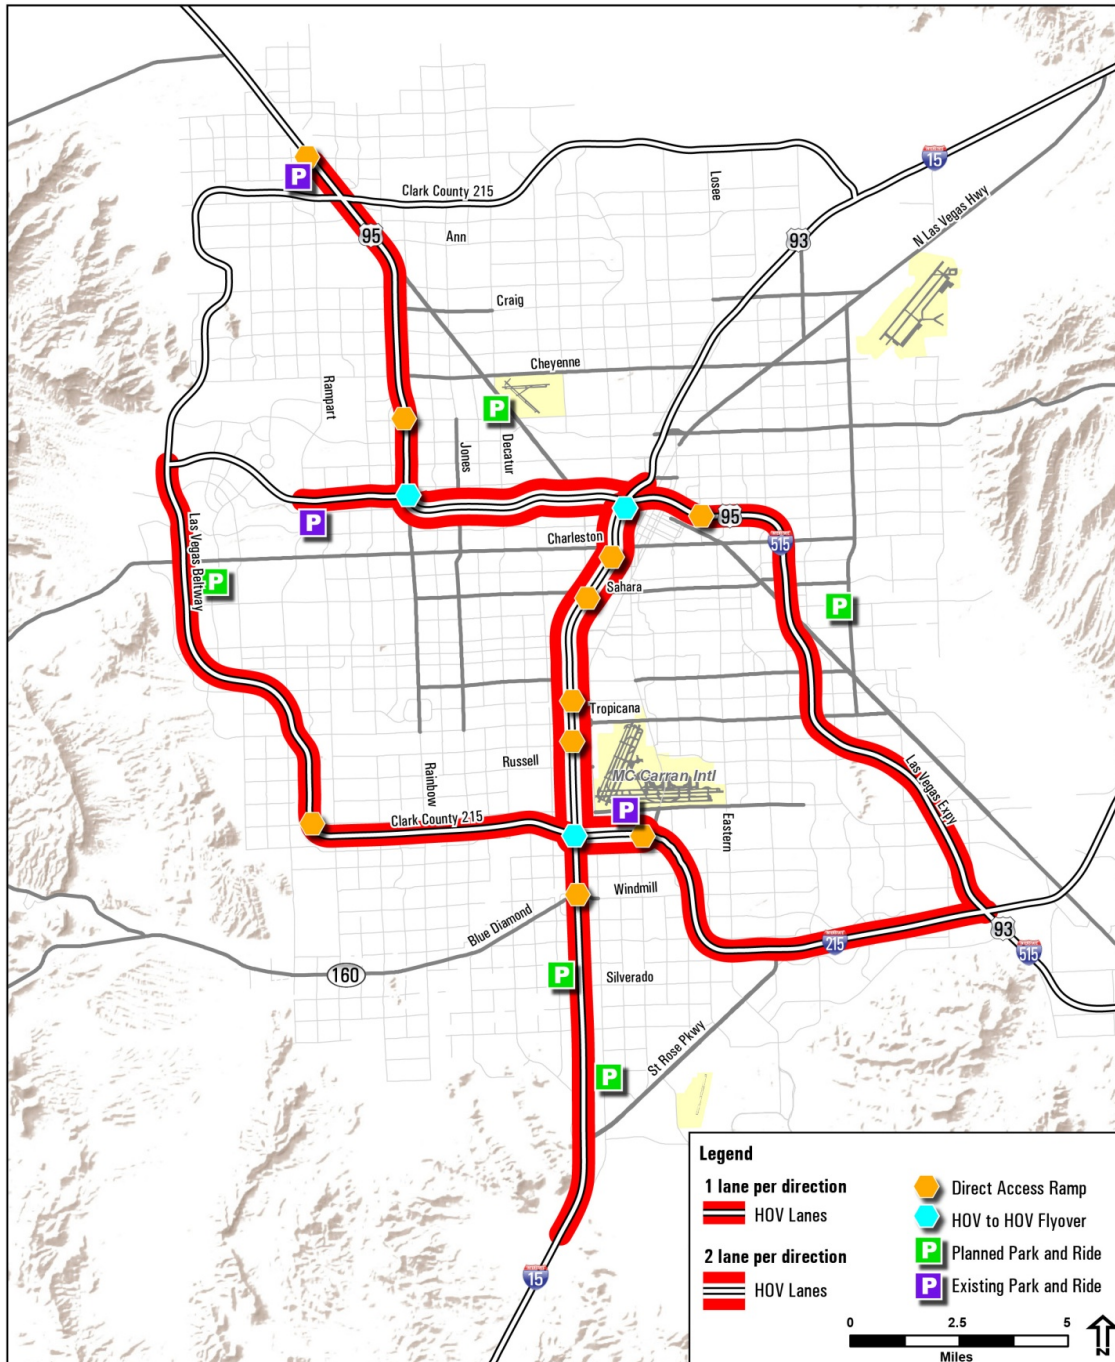 15
Losee
Clark County 215
N Las Vegas Hwy
95
Ann
93
Craig
Cheyenne
Rampart
Jones
Decatur
95
Charleston
515
Las Vegas Beltway
Sahara
Tropicana
Russell
MC Carran Intl
Rainbow
Las Vegas Expy
Clark County 215
Eastern
Windmill
Blue Diamond
93
215
515
160
Silverado
St Rose Pkwy
15
P
P
P
P
P
P
P
P
Legend
1 lane per direction
HOV Lanes
2 lane per direction
HOV Lanes
Direct Access Ramp
HOV to HOV Flyover
P Planned Park and Ride
P Existing Park and Ride
0 2.5 5
Miles
N